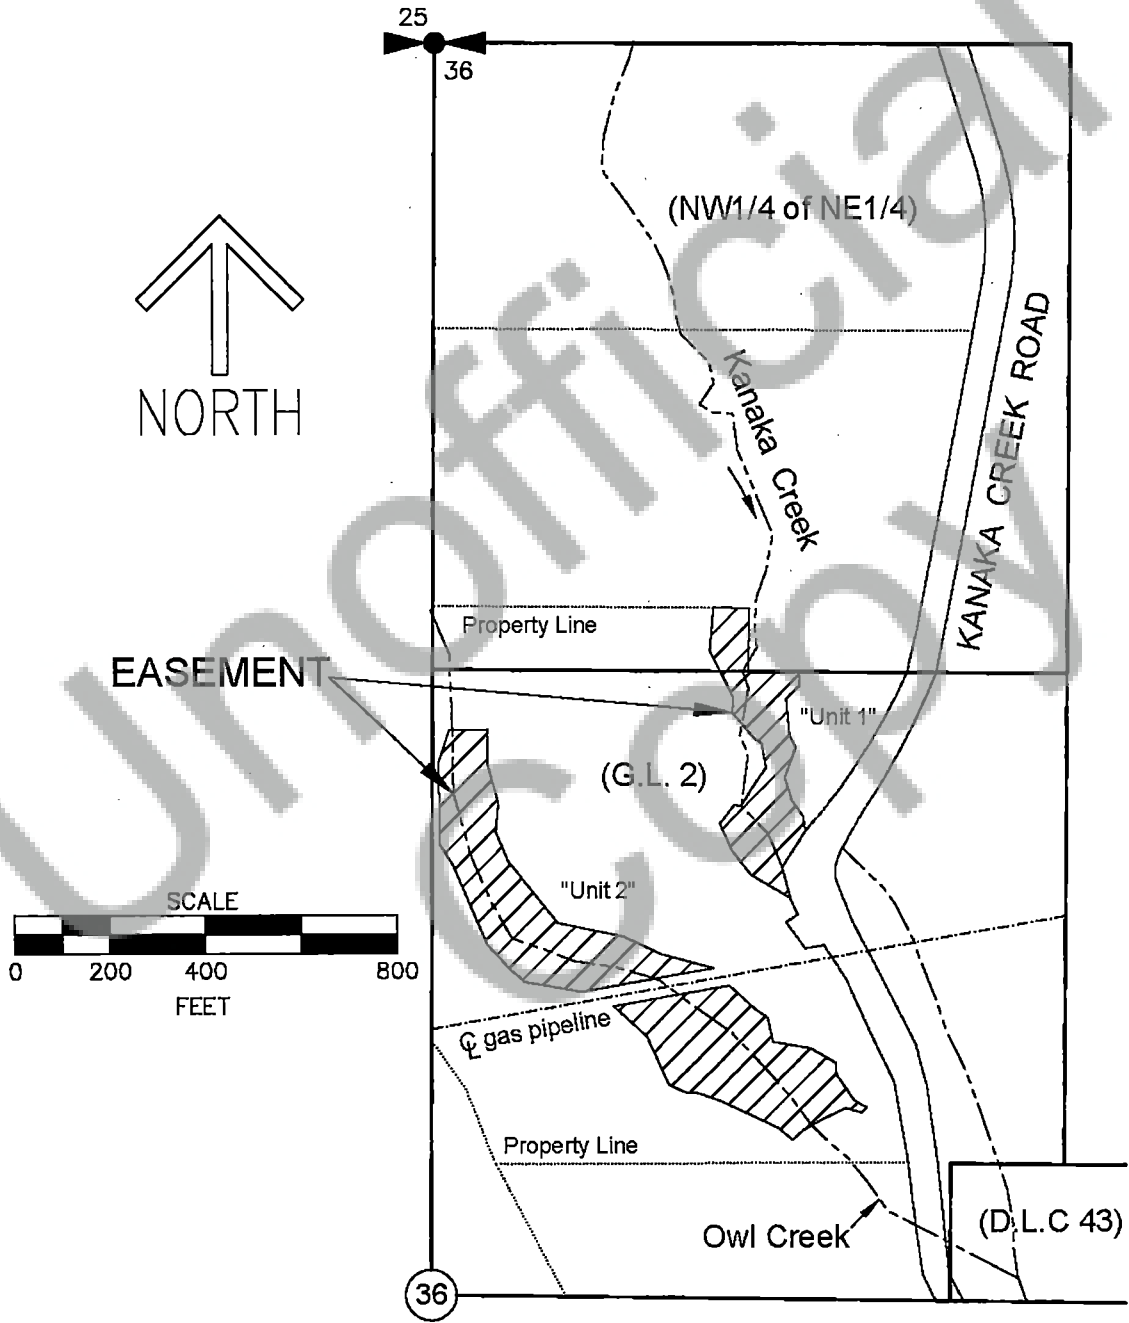 25
36
(NW1/4 of NE1/4)
NORTH
Kanaka Creek
KANAKA CREEK ROAD
Property Line
EASEMENT
"Unit 1"
(G.L. 2)
"Unit 2"
SCALE
0 200 400 800
FEET
℄ gas pipeline
Property Line
Owl Creek
(D.L.C 43)
36
Unofficial
Copy